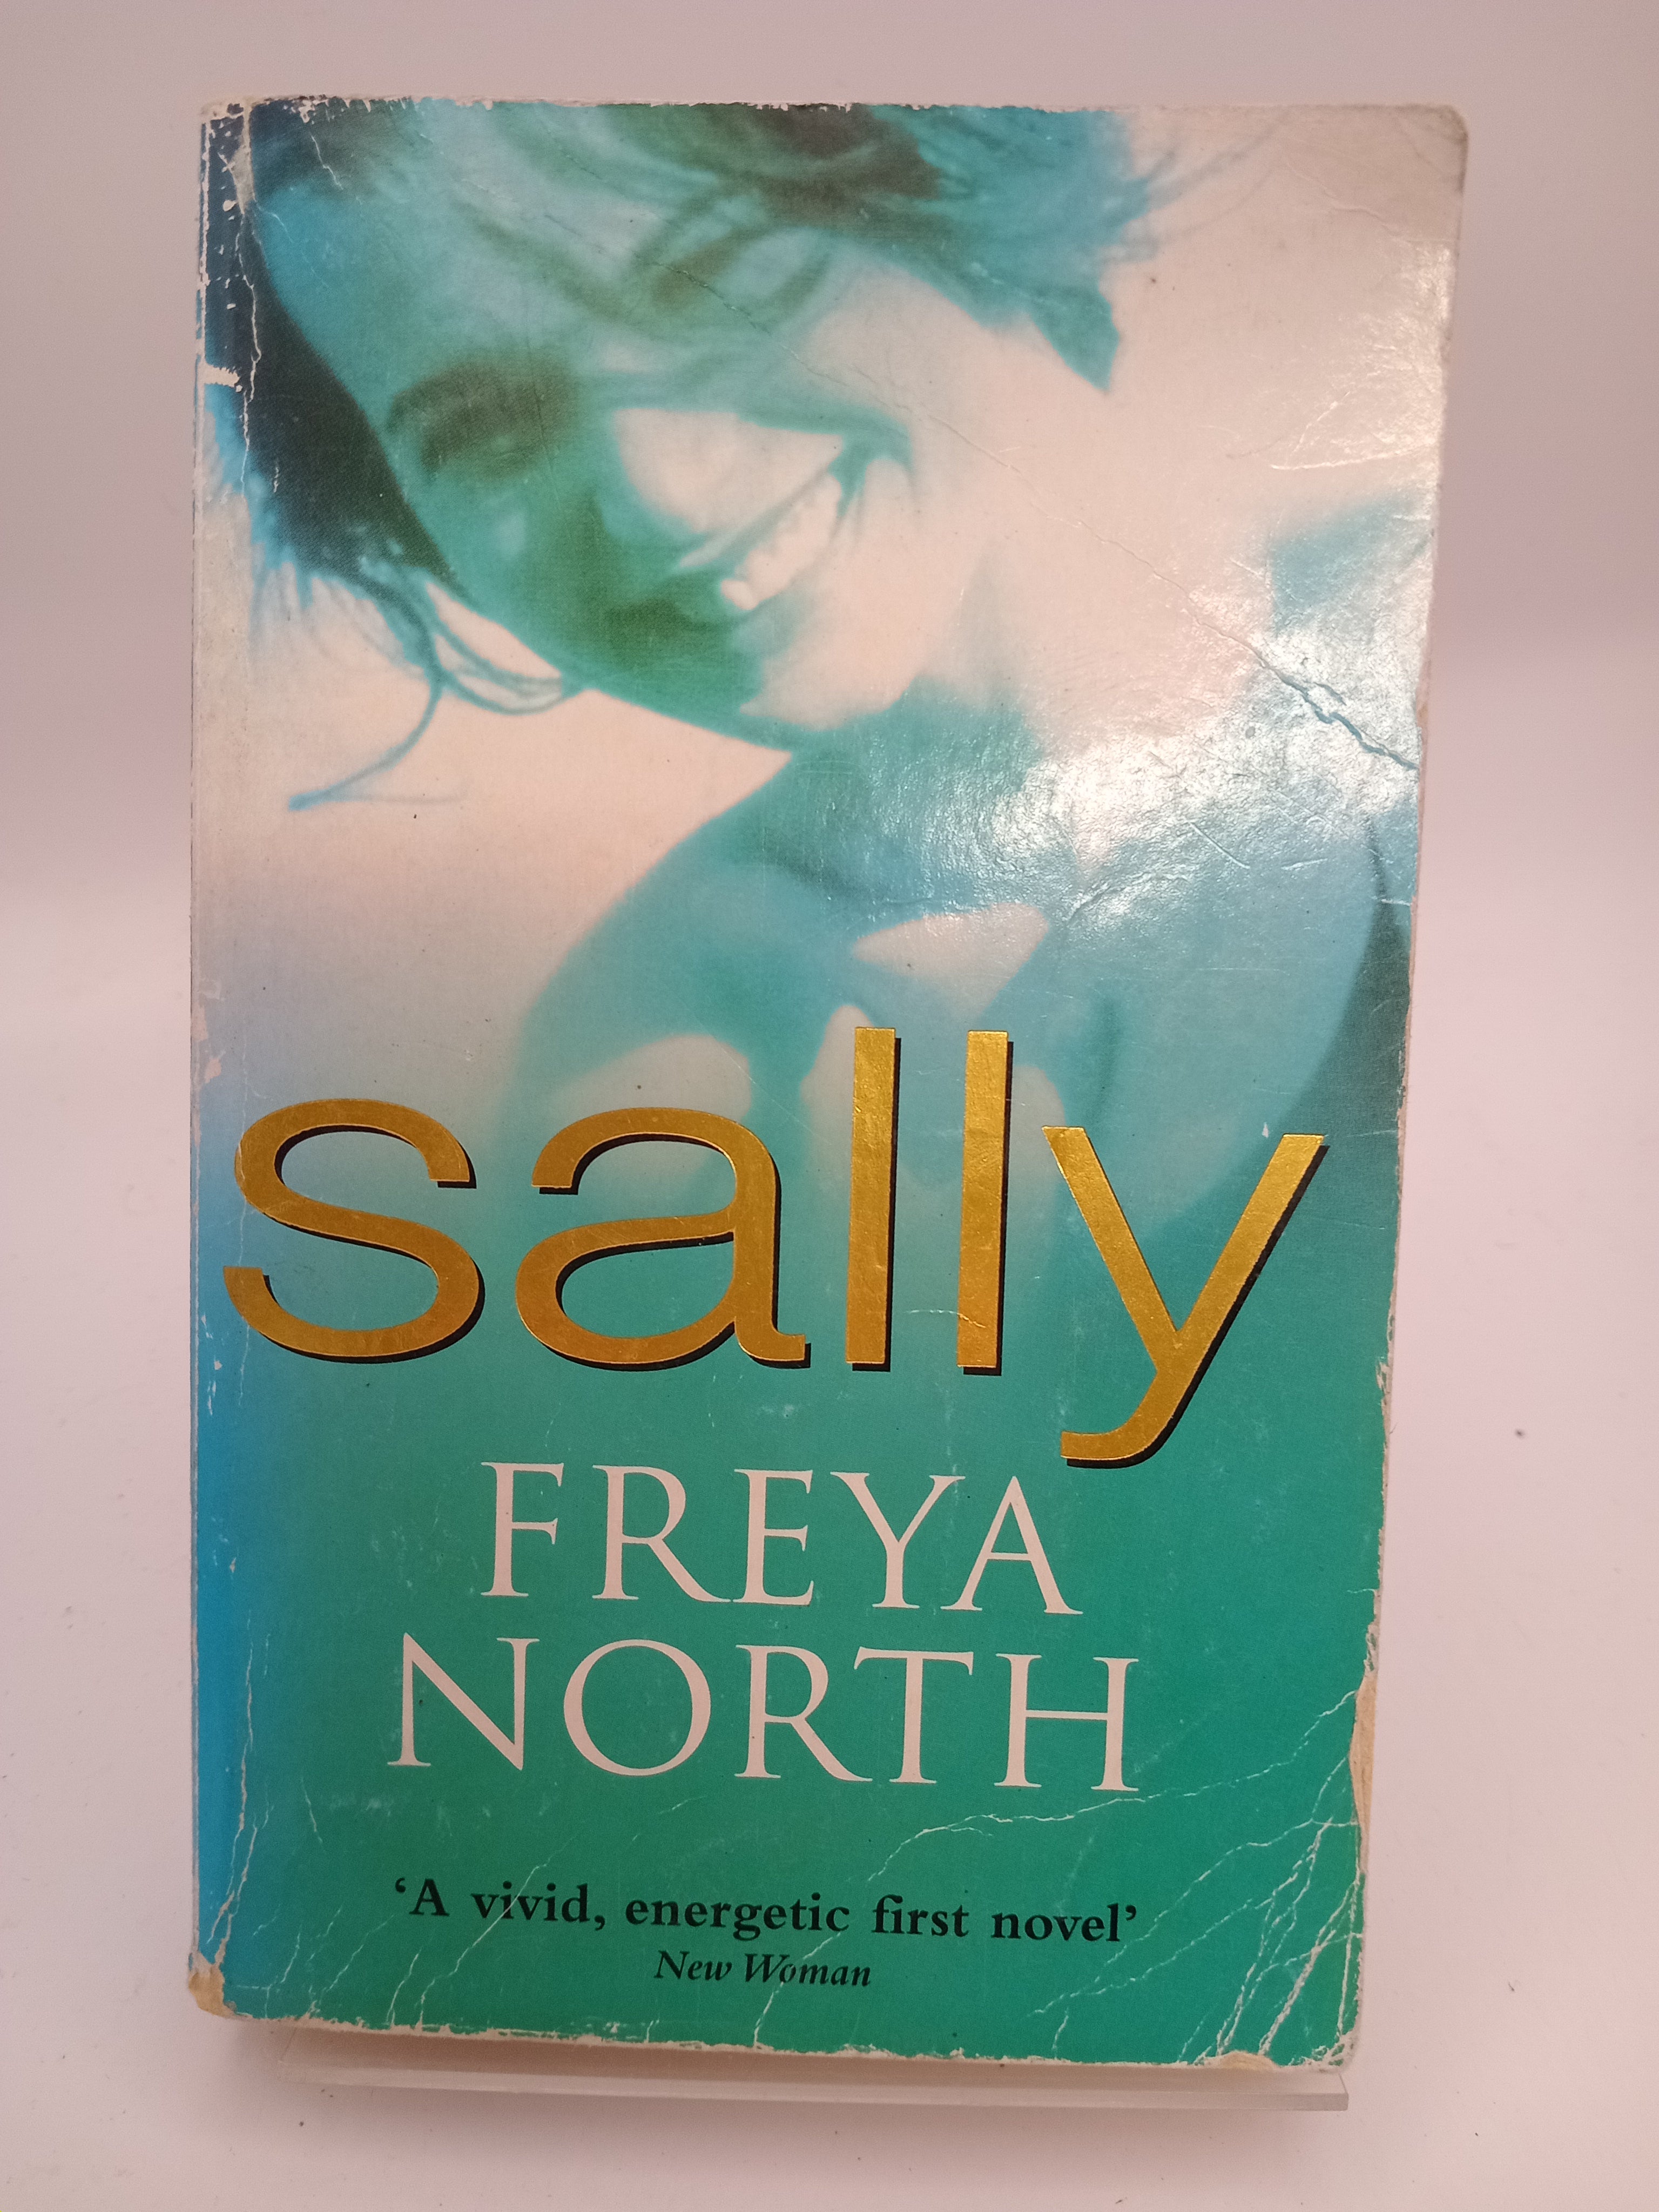 sally
FREYA
NORTH
‘A vivid, energetic first novel’
New Woman